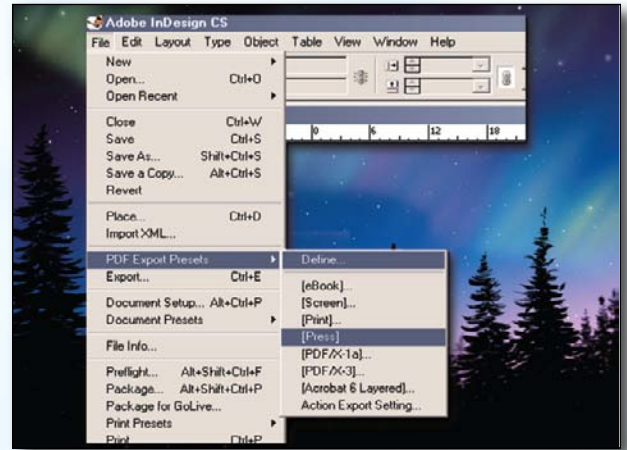 Adobe InDesign CS
File Edit Layout Type Object Table View Window Help
New
Open... Ctrl+O
Open Recent
Close Ctrl+W
Save Ctrl+S
Save As... Shift+Ctrl+S
Save a Copy... Alt+Ctrl+S
Revert
Place... Ctrl+D
Import XML...
PDF Export Presets
Export... Ctrl+E
Document Setup... Alt+Ctrl+P
Document Presets
File Info...
Preflight... Alt+Shift+Ctrl+F
Package... Alt+Shift+Ctrl+P
Package for GoLive...
Print Presets
Print... Ctrl+P
0 6 12 18
Define...
[eBook]...
[Screen]...
[Print]...
[Press]
[PDF/X-1a]...
[PDF/X-3]...
[Acrobat 6 Layered]...
Action Export Setting...